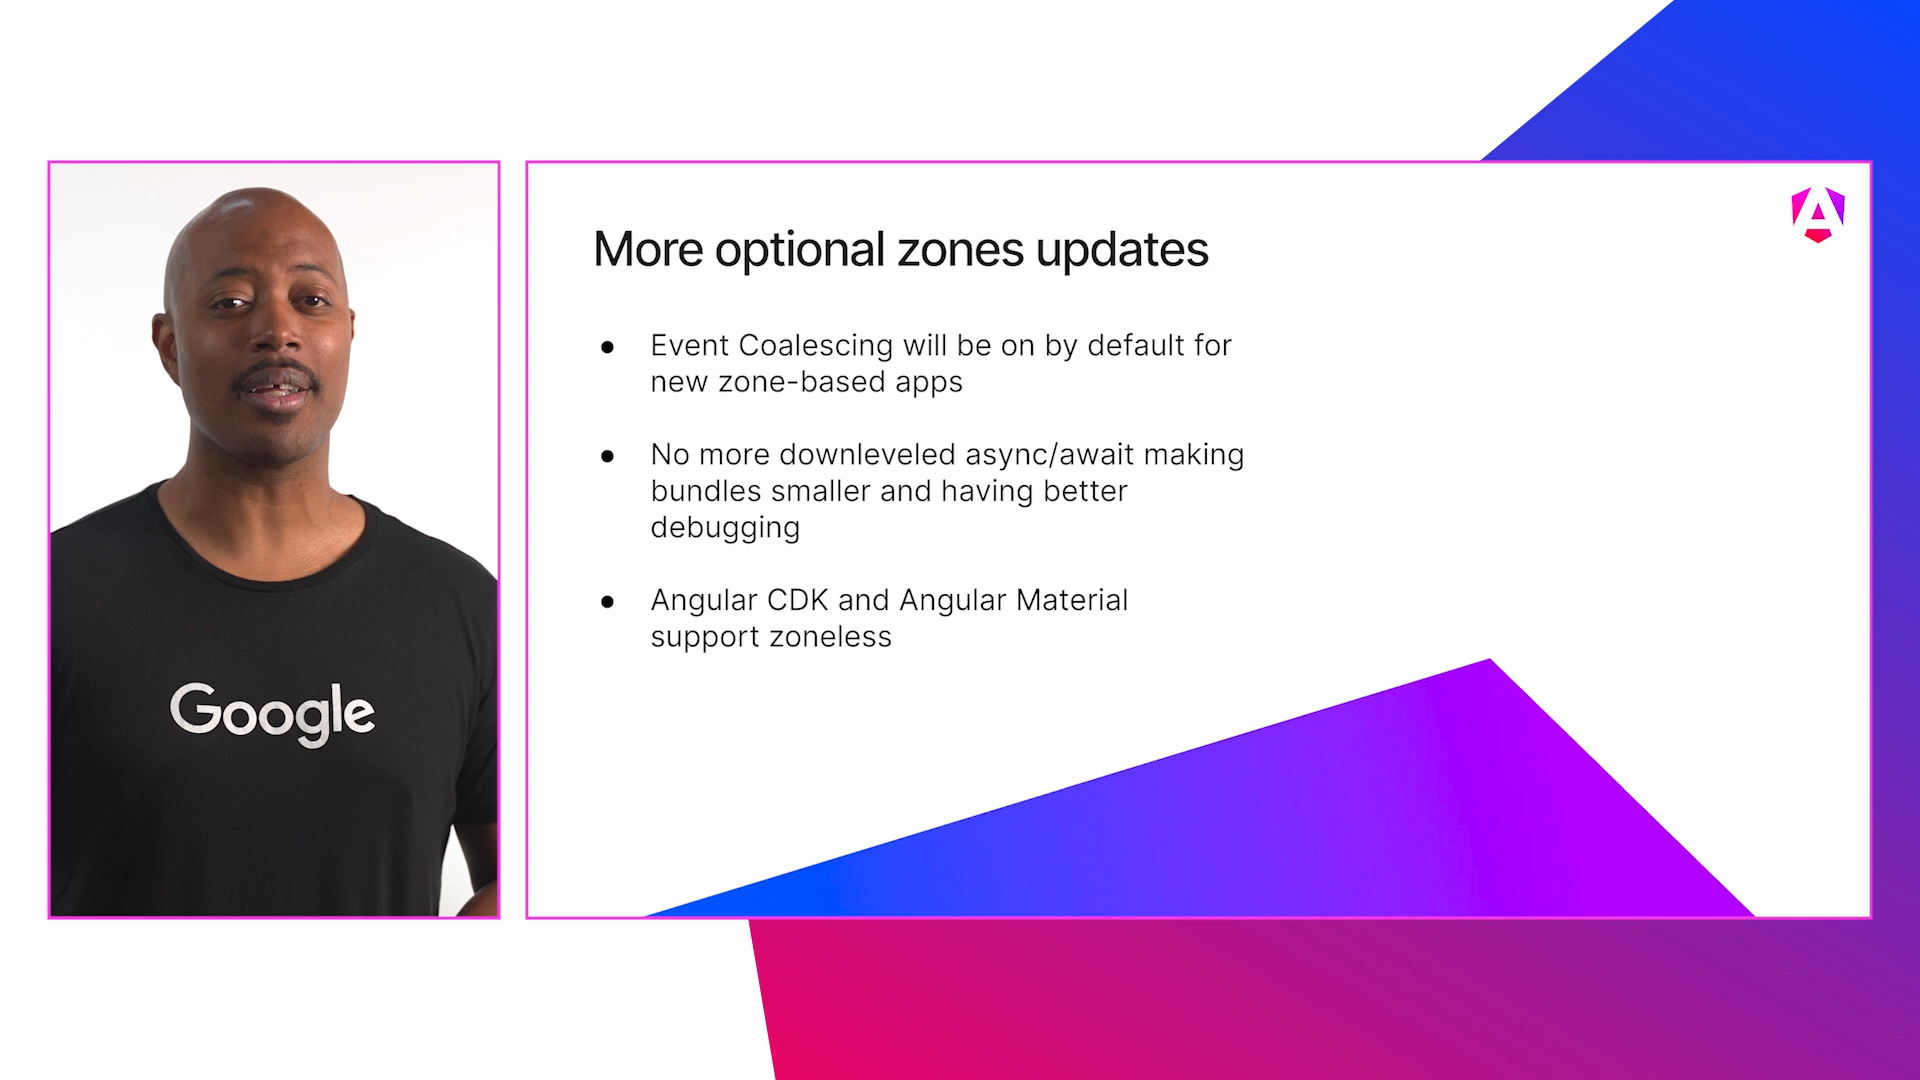 Google
More optional zones updates
● Event Coalescing will be on by default for
new zone-based apps
● No more downleveled async/await making
bundles smaller and having better
debugging
● Angular CDK and Angular Material
support zoneless